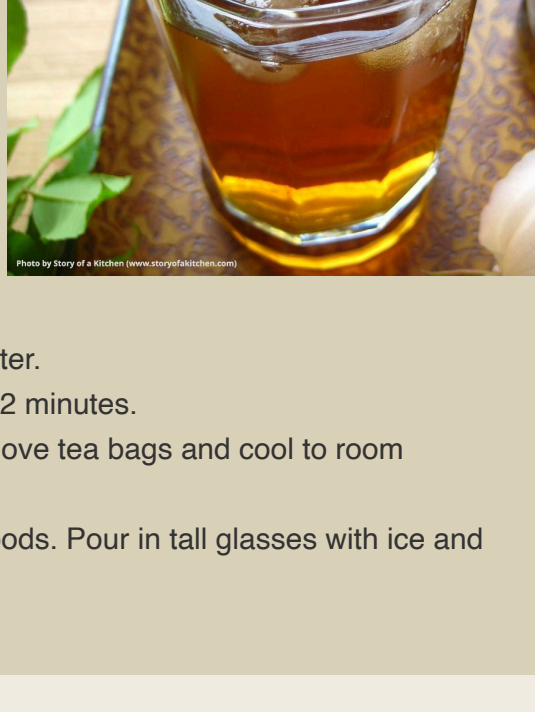 Photo by Story of a Kitchen (www.storyofakitchen.com)
ter.
2 minutes.
ove tea bags and cool to room
ods. Pour in tall glasses with ice and